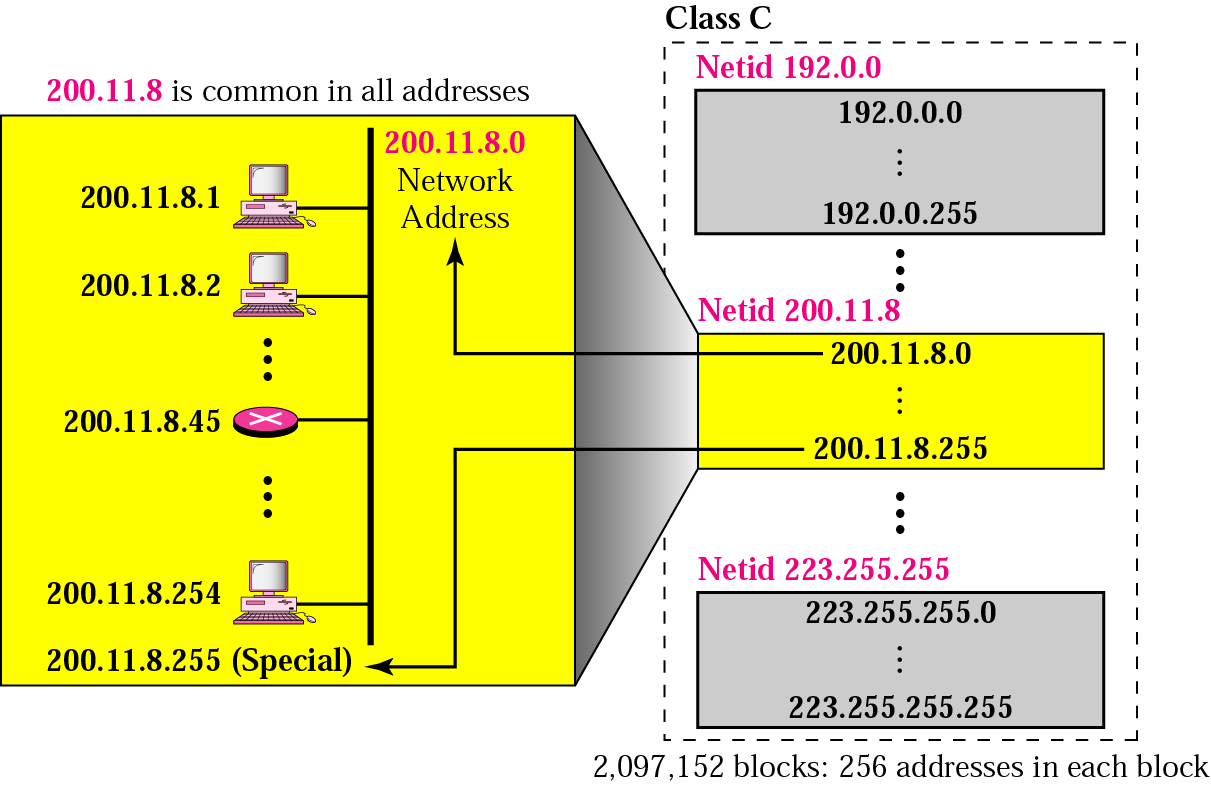 Class C
200.11.8 is common in all addresses
200.11.8.0
Network
Address
200.11.8.1
200.11.8.2
200.11.8.45
200.11.8.254
200.11.8.255 (Special)
Netid 192.0.0
192.0.0.0
192.0.0.255
Netid 200.11.8
200.11.8.0
200.11.8.255
Netid 223.255.255
223.255.255.0
223.255.255.255
2,097,152 blocks: 256 addresses in each block